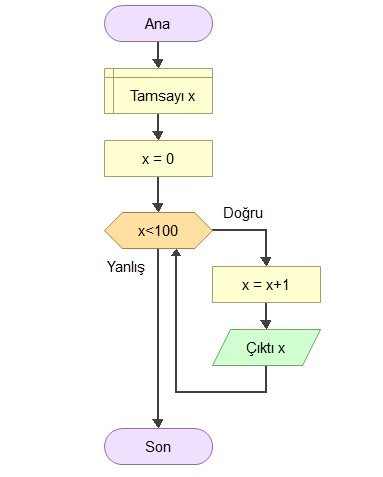 Ana
Tamsayı x
x = 0
x<100
Doğru
Yanlış
x = x+1
Çıktı x
Son